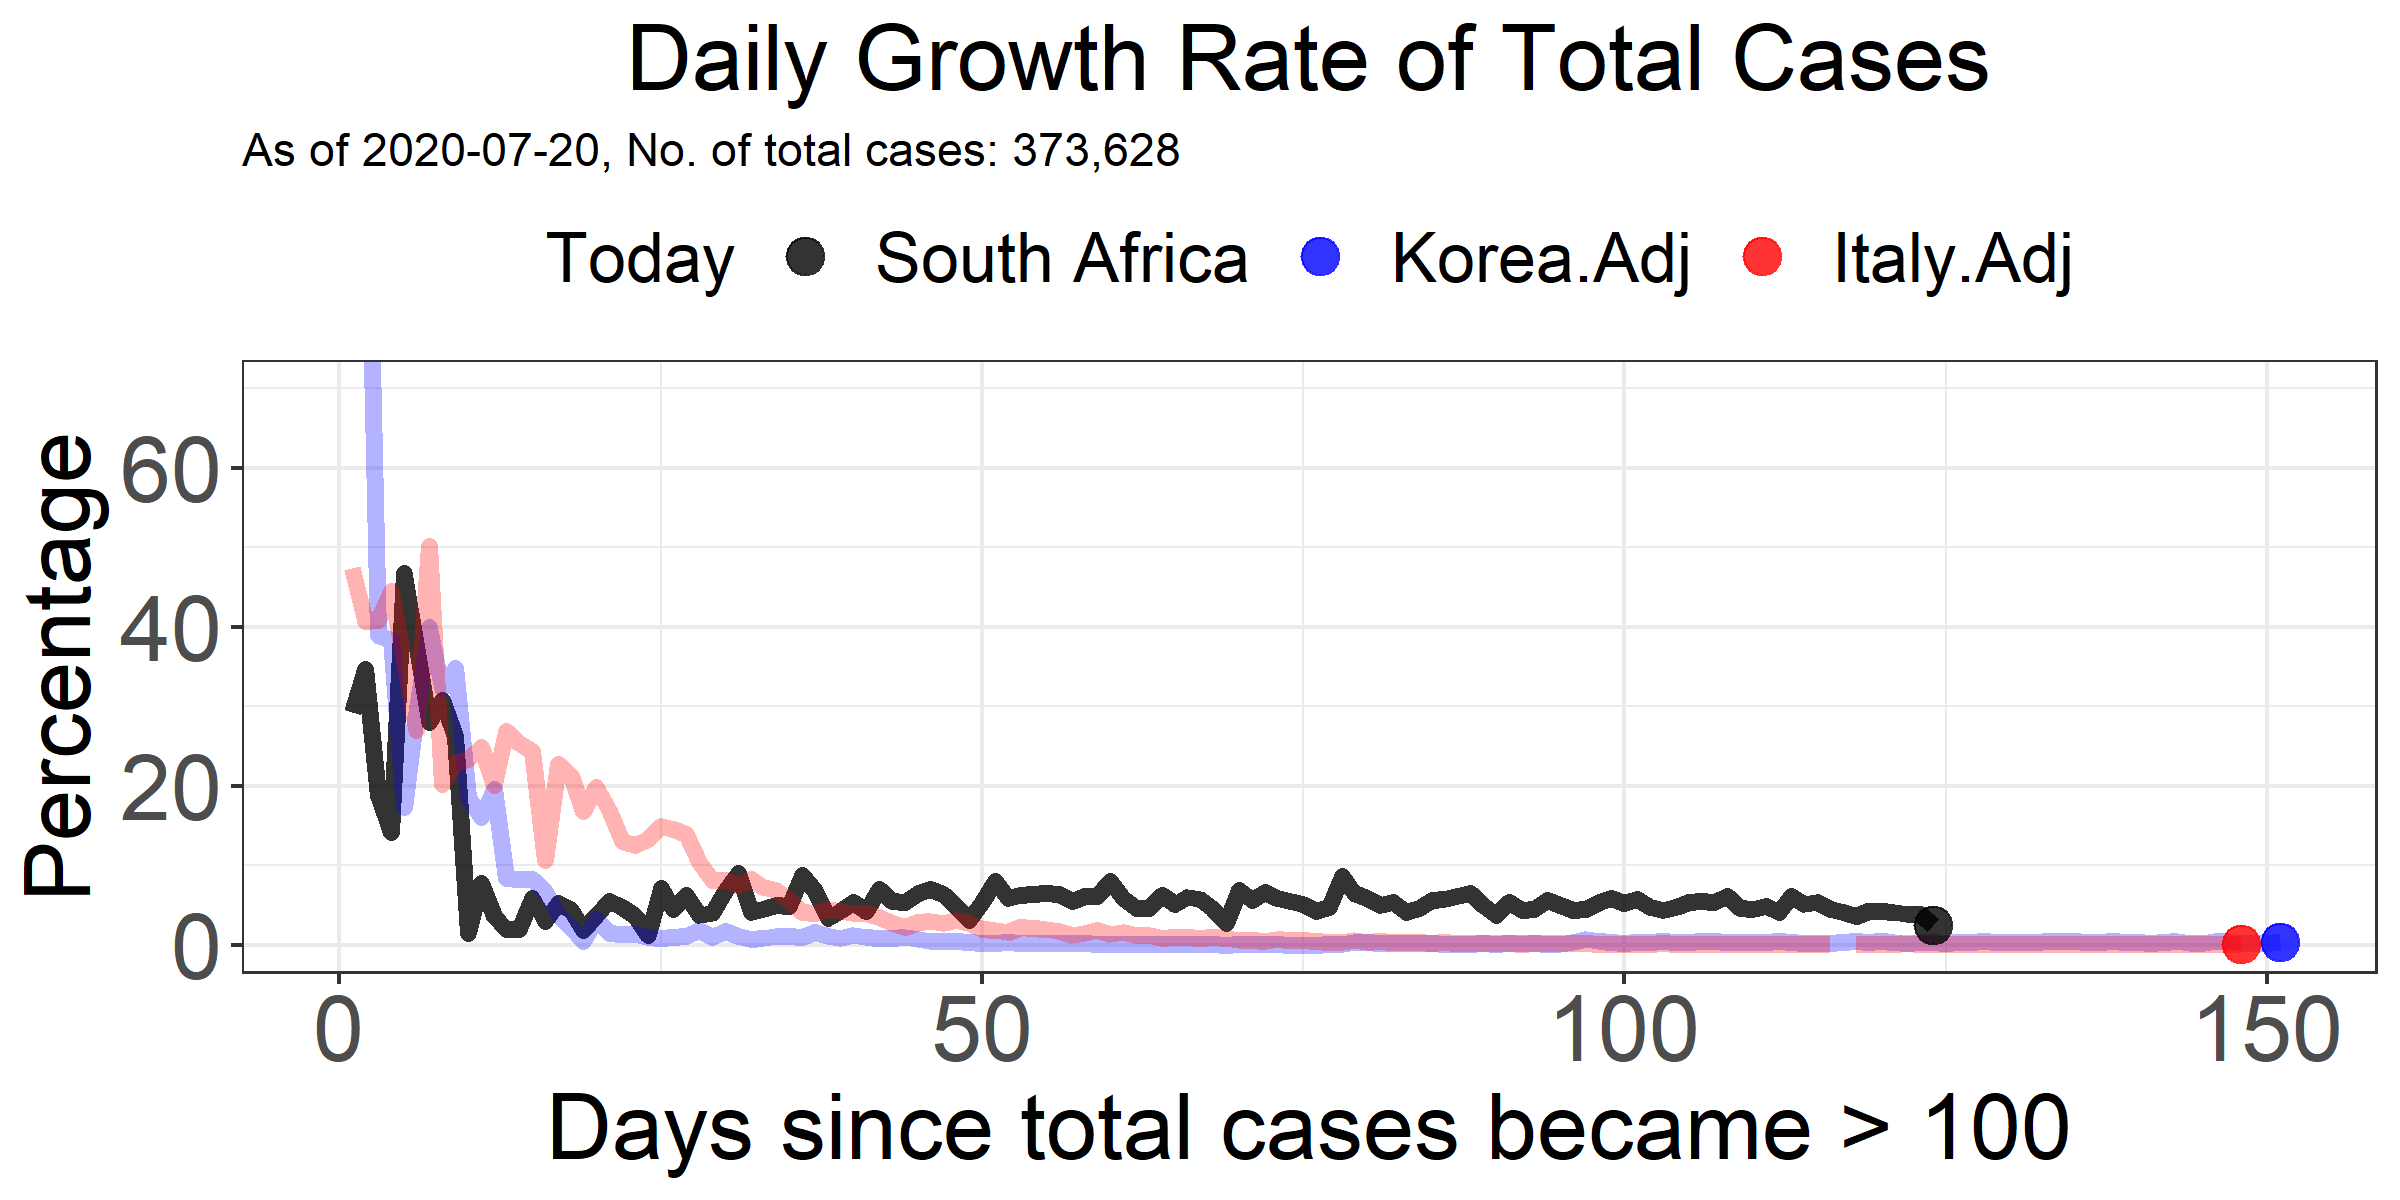 Daily Growth Rate of Total Cases
As of 2020-07-20, No. of total cases: 373,628
Today South Africa Korea.Adj Italy.Adj
Percentage
60
40
20
0
0 50 100 150
Days since total cases became > 100